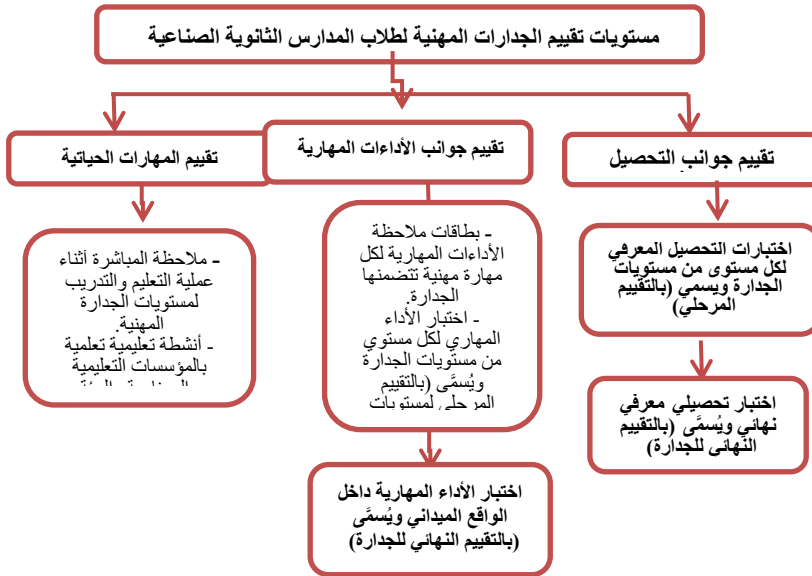 مستويات تقييم الجدارات المهنية لطلاب المدارس الثانوية الصناعية
تقييم جوانب التحصيل
تقييم جوانب الأداءات المهارية
تقييم المهارات الحياتية
اختبارات التحصيل المعرفي
لكل مستوى من مستويات
الجدارة ويسمي (بالتقييم
المرحلي)
اختبار تحصيلي معرفي
نهائي ويُسمَّى (بالتقييم
النهائي للجدارة)
- بطاقات ملاحظة
الأداءات المهارية لكل
مهارة مهنية تتضمنها
الجدارة.
- اختبار الأداء
المهاري لكل مستوي
من مستويات الجدارة
ويُسمَّى (بالتقييم
المرحلي لمستويات
اختبار الأداء المهارية داخل
الواقع الميداني ويُسمَّى
(بالتقييم النهائي للجدارة)
- ملاحظة المباشرة أثناء
عملية التعليم والتدريب
لمستويات الجدارة
المهنية.
- أنشطة تعليمية تعلمية
بالمؤسسات التعليمية